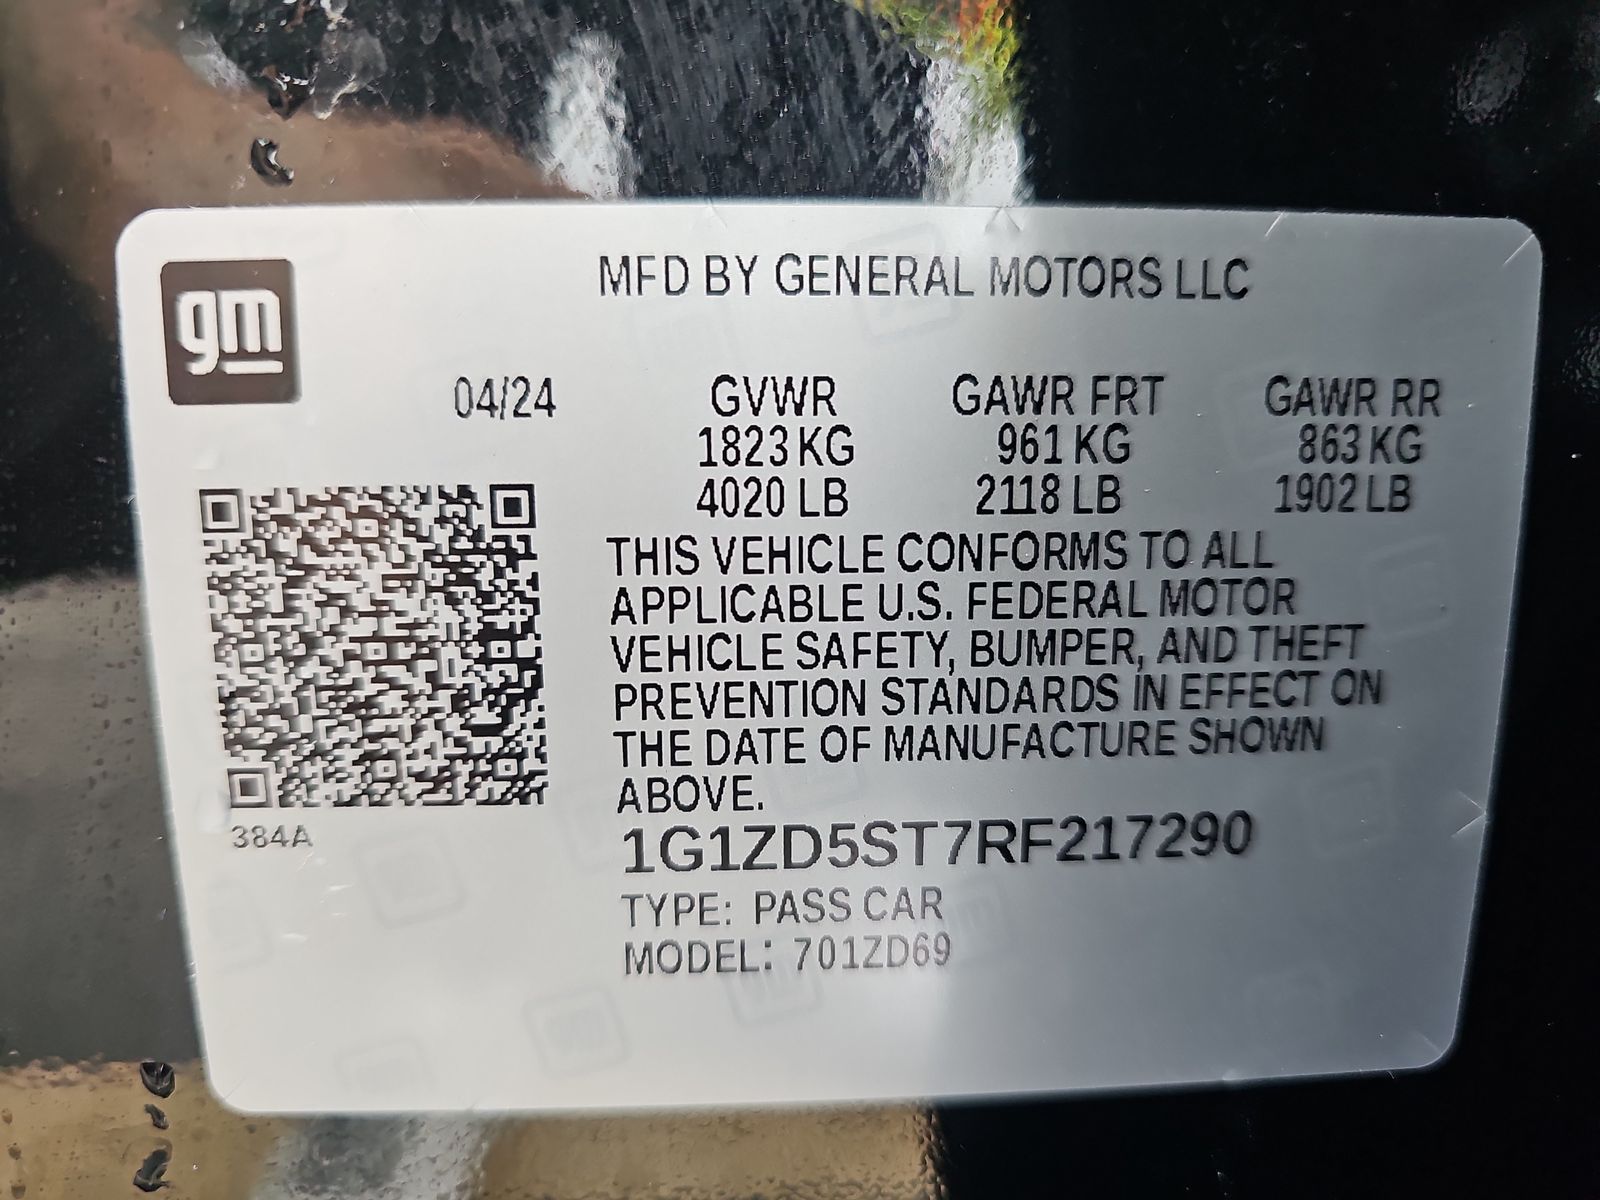 gm
MFD BY GENERAL MOTORS LLC
04/24 GVWR GAWR FRT GAWR RR
1823 KG 961 KG 863 KG
4020 LB 2118 LB 1902 LB
THIS VEHICLE CONFORMS TO ALL
APPLICABLE U.S. FEDERAL MOTOR
VEHICLE SAFETY, BUMPER, AND THEFT
PREVENTION STANDARDS IN EFFECT ON
THE DATE OF MANUFACTURE SHOWN
ABOVE.
384A
1G1ZD5ST7RF217290
TYPE: PASS CAR
MODEL: 701ZD69